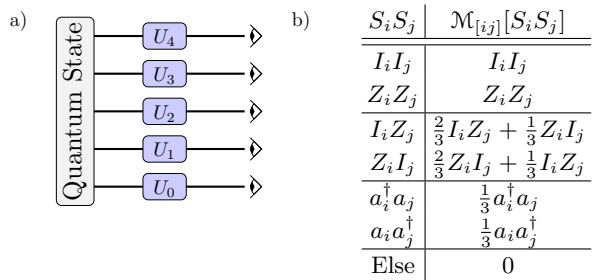 a)
Quantum State
U₄
U₃
U₂
U₁
U₀
b)
SᵢSⱼ 𝓜[ij][SᵢSⱼ]
IᵢIⱼ IᵢIⱼ
ZᵢZⱼ ZᵢZⱼ
IᵢZⱼ 2/3 IᵢZⱼ + 1/3 ZᵢIⱼ
ZᵢIⱼ 2/3 ZᵢIⱼ + 1/3 IᵢZⱼ
aᵢ†aⱼ 1/3 aᵢ†aⱼ
aᵢaⱼ† 1/3 aᵢaⱼ†
Else 0